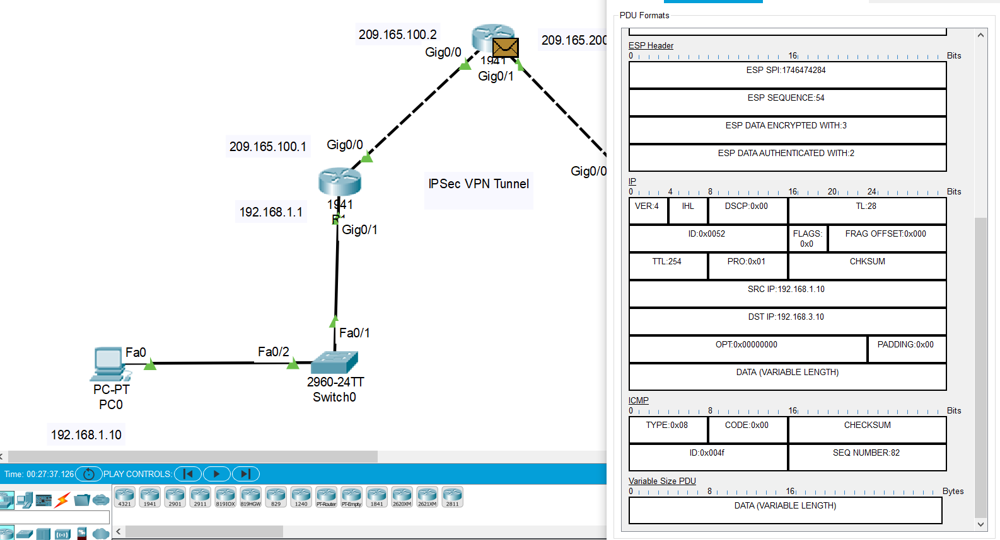 209.165.100.2
209.165.200
Gig0/0
1941
Gig0/1
209.165.100.1
Gig0/0
Gig0/0
IPSec VPN Tunnel
1941
192.168.1.1
Gig0/1
Fa0/1
Fa0
Fa0/2
PC-PT
PC0
2960-24TT
Switch0
192.168.1.10
Time: 00:27:37.126
PLAY CONTROLS:
4321 1941 2901 2911 819IOX 819HGW 829 1240 PT-Router PT-Empty 1841 2620XM 2621XM 2811
PDU Formats
ESP Header
0 16 Bits
ESP SPI:1746474284
ESP SEQUENCE:54
ESP DATA ENCRYPTED WITH:3
ESP DATA AUTHENTICATED WITH:2
IP
0 4 8 16 20 24 Bits
VER:4 IHL DSCP:0x00 TL:28
ID:0x0052 FLAGS: 0x0 FRAG OFFSET:0x000
TTL:254 PRO:0x01 CHKSUM
SRC IP:192.168.1.10
DST IP:192.168.3.10
OPT:0x00000000 PADDING:0x00
DATA (VARIABLE LENGTH)
ICMP
0 8 16 Bits
TYPE:0x08 CODE:0x00 CHECKSUM
ID:0x004f SEQ NUMBER:82
Variable Size PDU
0 8 16 Bytes
DATA (VARIABLE LENGTH)